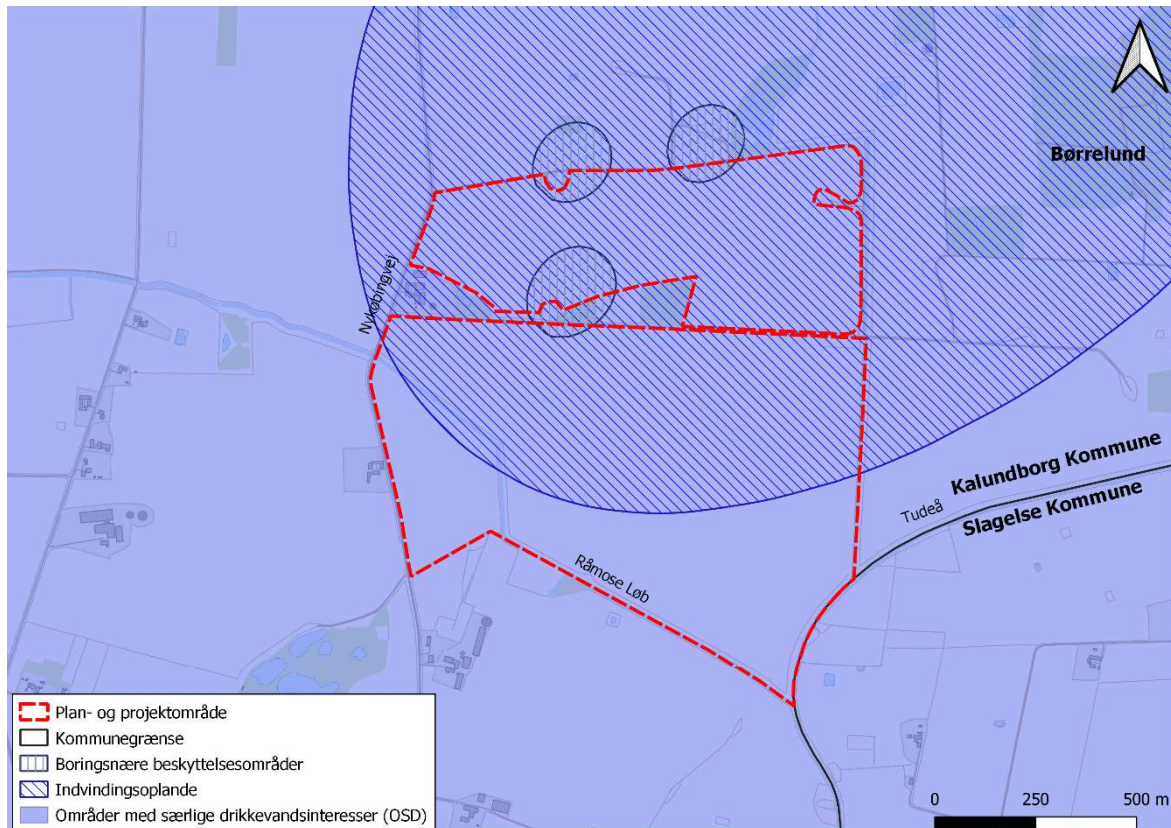 Børrelund
Nykøbingvej
Kalundborg Kommune
Tudeå
Slagelse Kommune
Råmose Løb
Plan- og projektområde
Kommunegrænse
Boringsnære beskyttelsesområder
Indvindingsoplande
Områder med særlige drikkevandsinteresser (OSD)
0 250 500 m